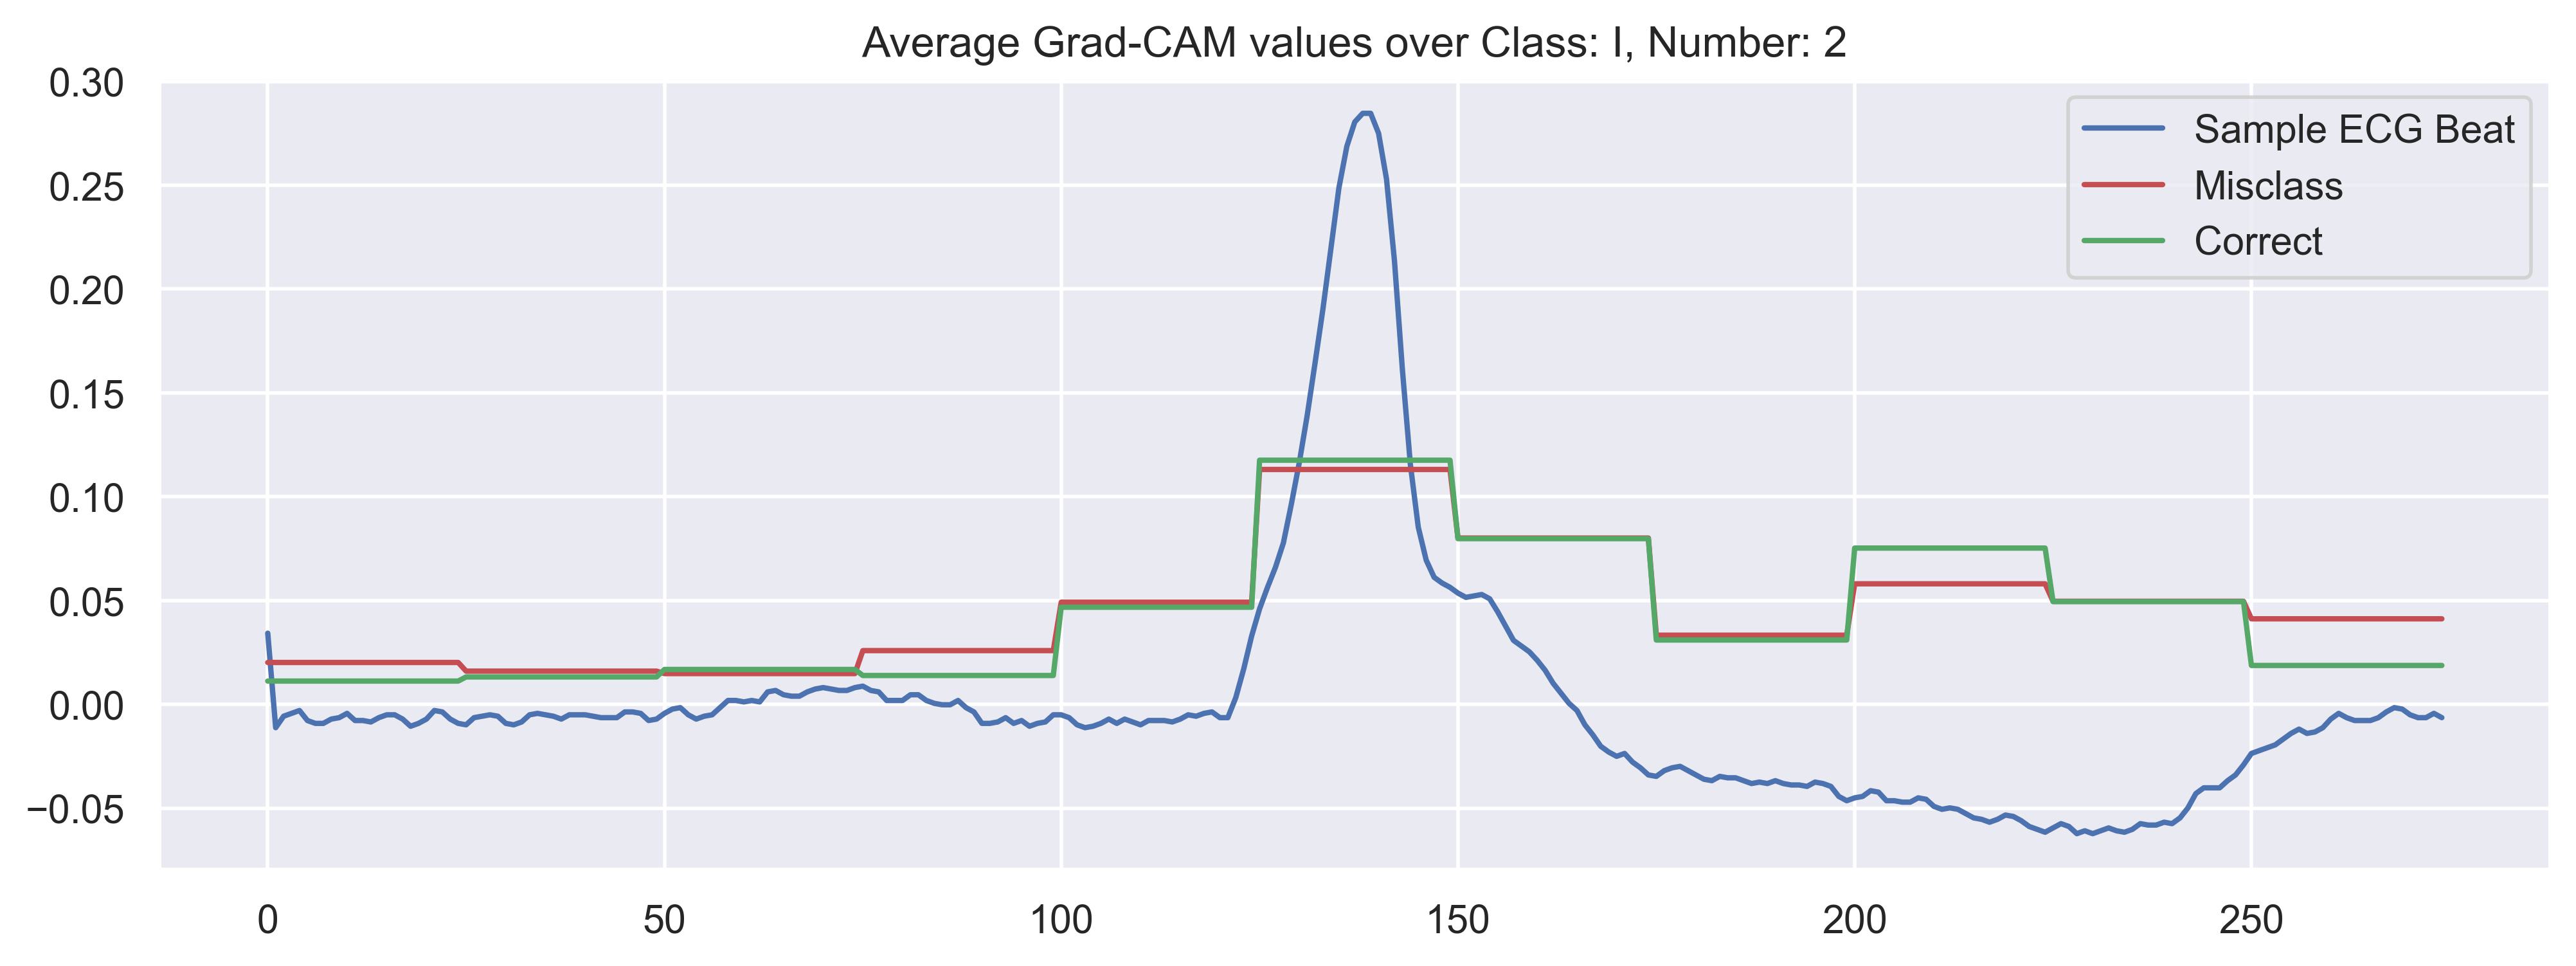 Average Grad-CAM values over Class: I, Number: 2
0.30
0.25
0.20
0.15
0.10
0.05
0.00
−0.05
Sample ECG Beat
Misclass
Correct
0 50 100 150 200 250